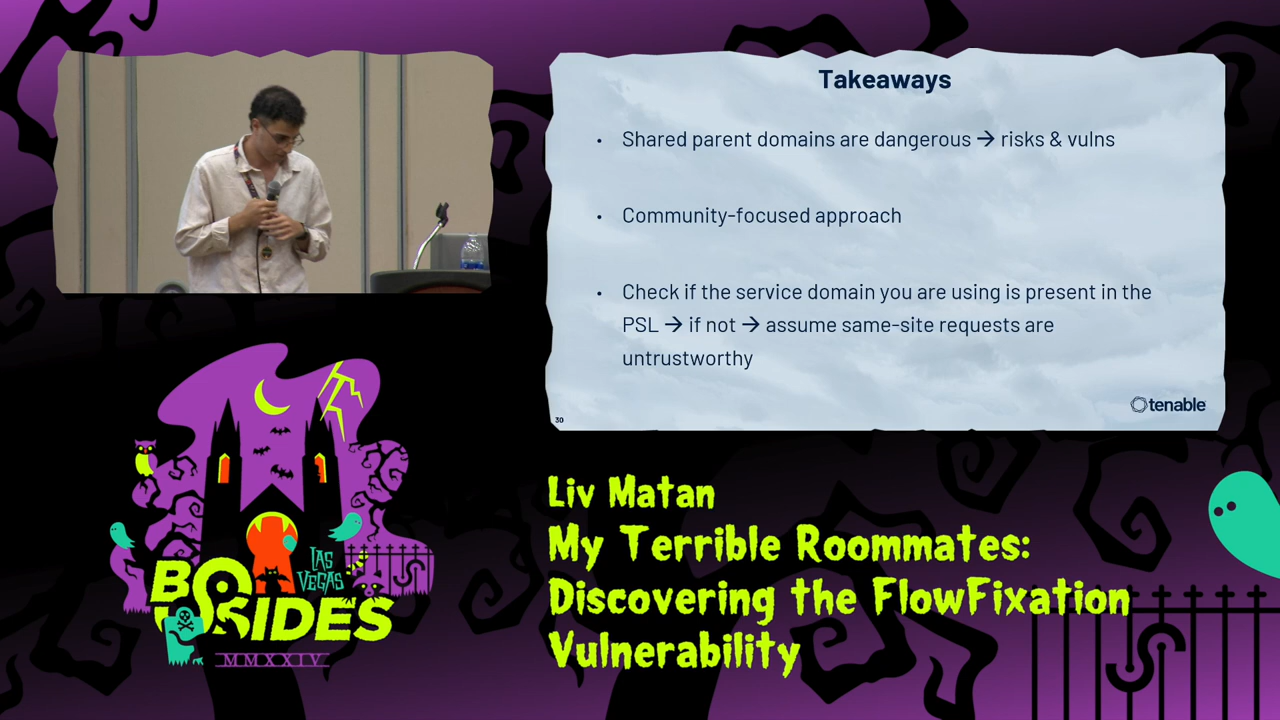 Takeaways
• Shared parent domains are dangerous → risks & vulns
• Community-focused approach
• Check if the service domain you are using is present in the
PSL → if not → assume same-site requests are
untrustworthy
30
tenable
LAS
VEGAS
BSIDES
MMXXIV
Liv Matan
My Terrible Roommates:
Discovering the FlowFixation
Vulnerability